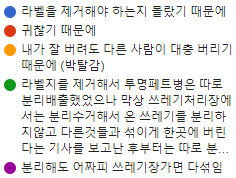 라벨을 제거해야 하는지 몰랐기 때문에
귀찮기 때문에
내가 잘 버려도 다른 사람이 대충 버리기
때문에 (박탈감)
라벨지를 제거해서 투명페트병은 따로
분리배출했었으나 막상 쓰레기처리장에
서는 분리수거해서 온 쓰레기를 분리하
지않고 다른것들과 섞이게 한곳에 버린
다는 기사를 보고난 후부터는 따로 분...
분리해도 어짜피 쓰레기장가면 다섞임